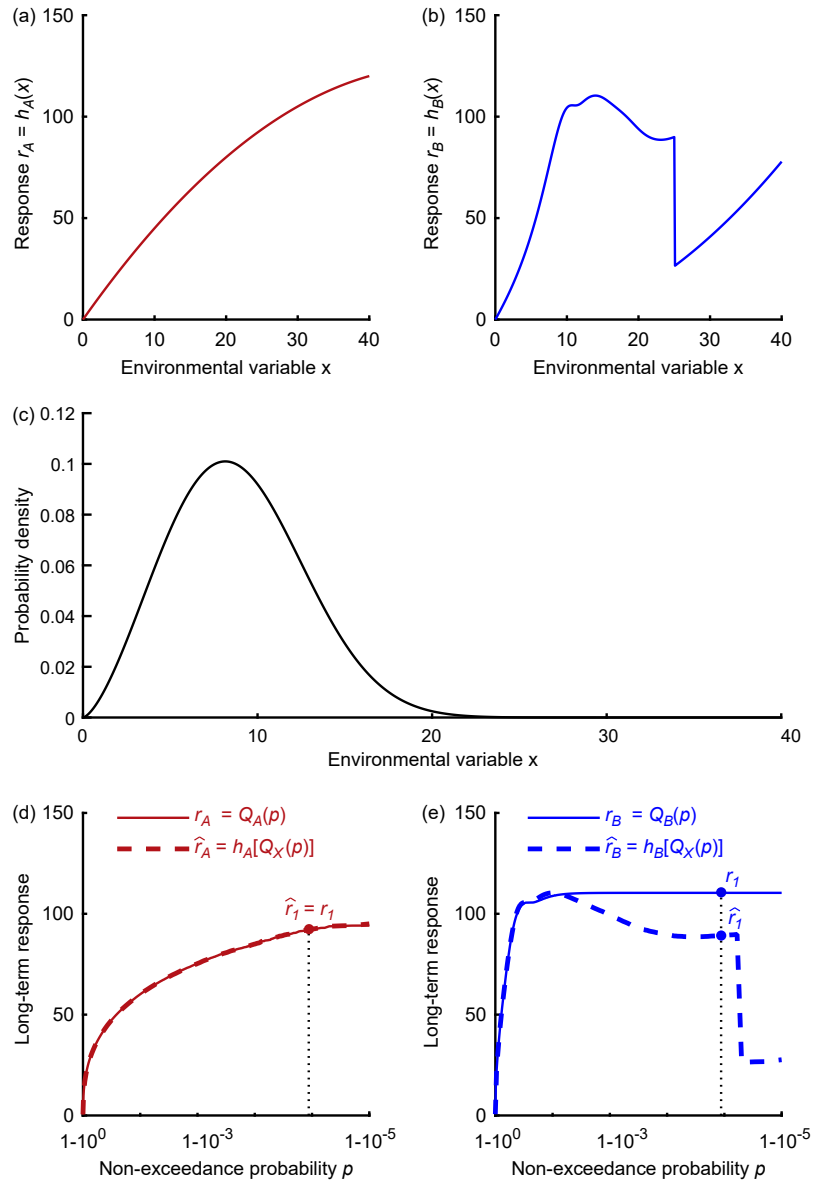 (a)
150
100
50
0
Response r_A = h_A(x)
0 10 20 30 40
Environmental variable x
(b)
150
100
50
0
Response r_B = h_B(x)
0 10 20 30 40
Environmental variable x
(c)
0.12
0.1
0.08
0.06
0.04
0.02
0
Probability density
0 10 20 30 40
Environmental variable x
(d)
150
100
50
0
Long-term response
r_A = Q_A(p)
r̂_A = h_A[Q_X(p)]
r̂_1 = r_1
1-10^0 1-10^-3 1-10^-5
Non-exceedance probability p
(e)
150
100
50
0
Long-term response
r_B = Q_B(p)
r̂_B = h_B[Q_X(p)]
r_1
r̂_1
1-10^0 1-10^-3 1-10^-5
Non-exceedance probability p